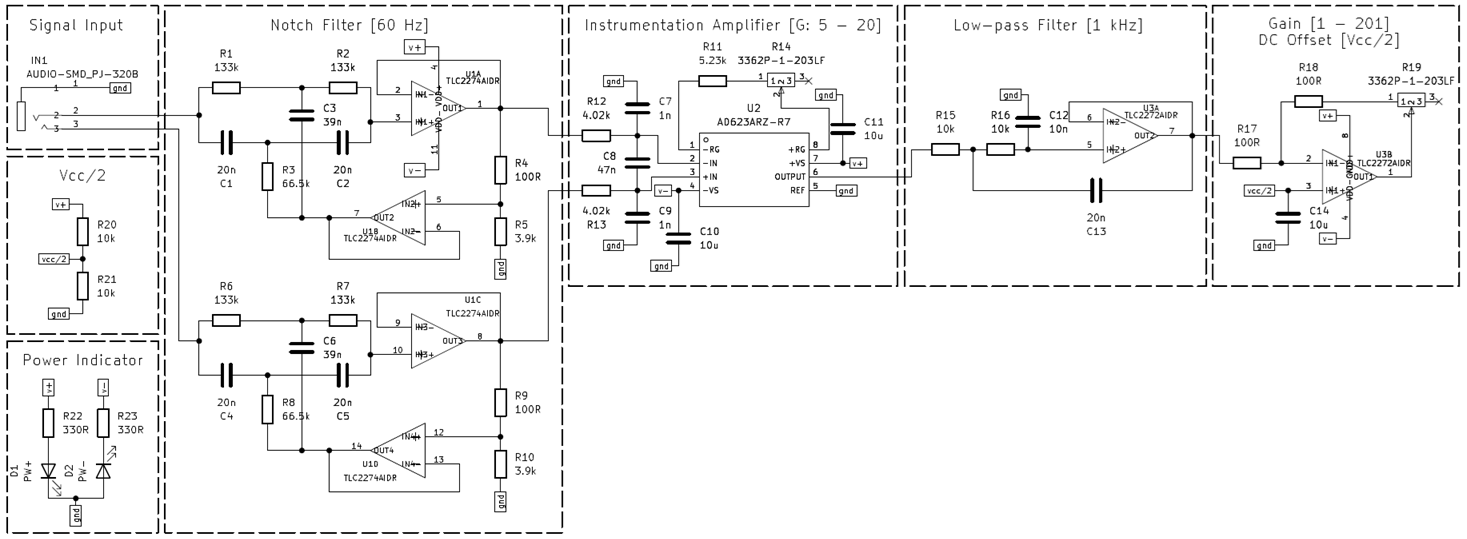 Signal Input
IN1
AUDIO-SMD_PJ-320B
1
1
gnd
2
2
3
3
Vcc/2
v+
R20
10k
vcc/2
R21
10k
gnd
Power Indicator
v+
v-
R22
330R
R23
330R
D1
PW+
D2
PW-
gnd
Notch Filter [60 Hz]
R1
133k
R2
133k
v+
4
U1A
TLC2274AIDR
2
IN1-
VDD+
OUT1
1
3
IN1+
VDD-
11
v-
C3
39n
20n
C1
R3
66.5k
20n
C2
R4
100R
7
OUT2
IN2+
5
U1B
IN2-
6
TLC2274AIDR
R5
3.9k
gnd
R6
133k
R7
133k
U1C
TLC2274AIDR
9
IN3-
OUT3
8
10
IN3+
C6
39n
20n
C4
R8
66.5k
20n
C5
R9
100R
14
OUT4
IN4+
12
U1D
IN4-
13
TLC2274AIDR
R10
3.9k
gnd
Instrumentation Amplifier [G: 5 - 20]
R11
5.23k
R14
3362P-1-203LF
1
1
2
3
3
2
gnd
R12
4.02k
C7
1n
U2
AD623ARZ-R7
gnd
C11
10u
C8
47n
1
-RG
+RG
8
2
-IN
+VS
7
v+
3
+IN
OUTPUT
6
v-
4
-VS
REF
5
gnd
4.02k
R13
C9
1n
gnd
C10
10u
gnd
Low-pass Filter [1 kHz]
gnd
R15
10k
R16
10k
C12
10n
U3A
TLC2272AIDR
6
IN2-
OUT2
7
5
IN2+
20n
C13
Gain [1 - 201]
DC Offset [Vcc/2]
R18
100R
R19
3362P-1-203LF
1
1
2
3
3
2
v+
8
R17
100R
U3B
TLC2272AIDR
2
IN1-
OUT1
1
vcc/2
3
IN1+
4
C14
10u
gnd
v-